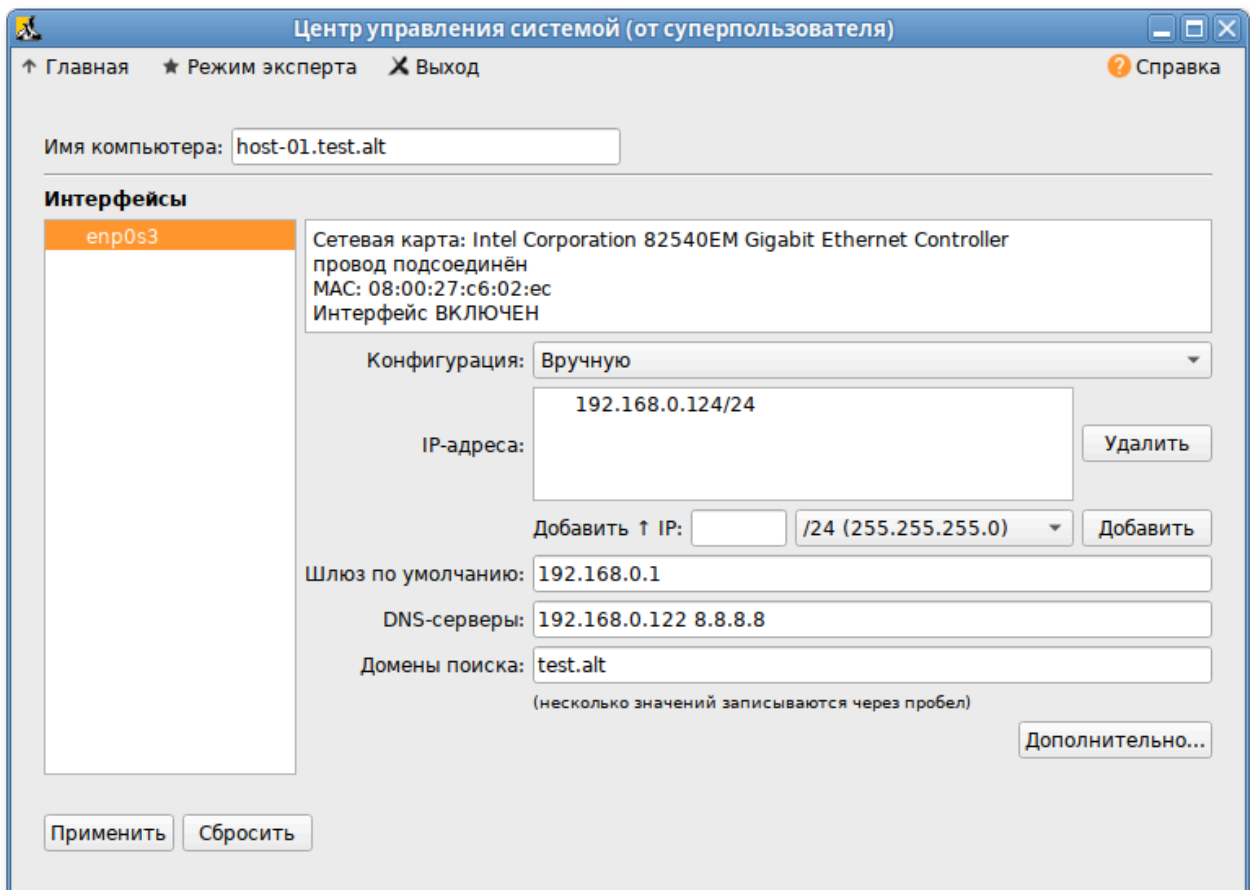 Центр управления системой (от суперпользователя)
Главная Режим эксперта Выход Справка
Имя компьютера: host-01.test.alt
Интерфейсы
enp0s3
Сетевая карта: Intel Corporation 82540EM Gigabit Ethernet Controller
провод подсоединён
MAC: 08:00:27:c6:02:ec
Интерфейс ВКЛЮЧЕН
Конфигурация: Вручную
192.168.0.124/24
IP-адреса: Удалить
Добавить ↑ IP: /24 (255.255.255.0) Добавить
Шлюз по умолчанию: 192.168.0.1
DNS-серверы: 192.168.0.122 8.8.8.8
Домены поиска: test.alt
(несколько значений записываются через пробел)
Дополнительно...
Применить Сбросить